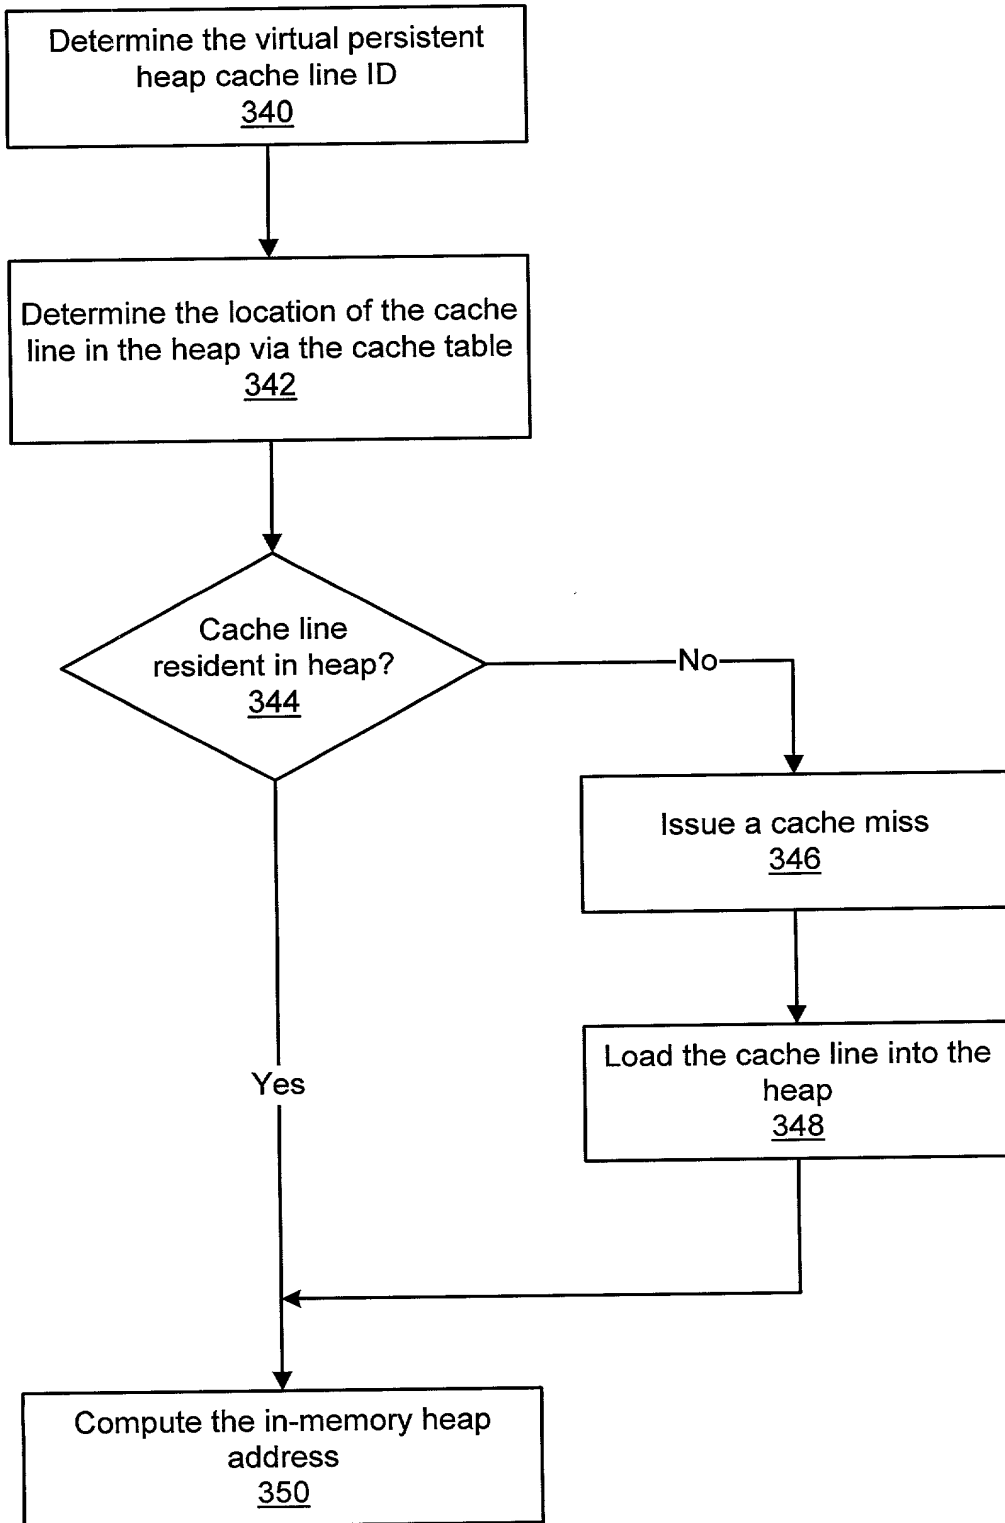 Determine the virtual persistent
heap cache line ID
340
Determine the location of the cache
line in the heap via the cache table
342
Cache line
resident in heap?
344
No
Issue a cache miss
346
Load the cache line into the
heap
348
Yes
Compute the in-memory heap
address
350